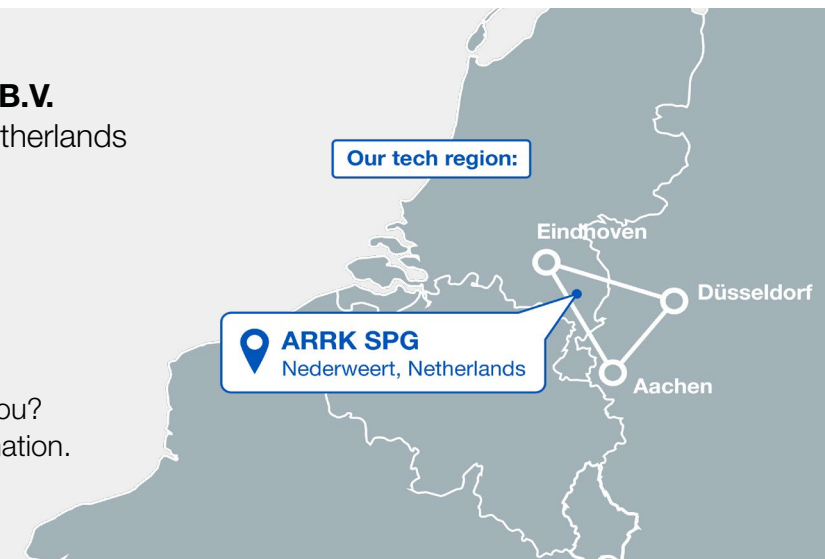 B.V.
therlands
Our tech region:
Eindhoven
Düsseldorf
ARRK SPG
Nederweert, Netherlands
Aachen
ou?
ation.